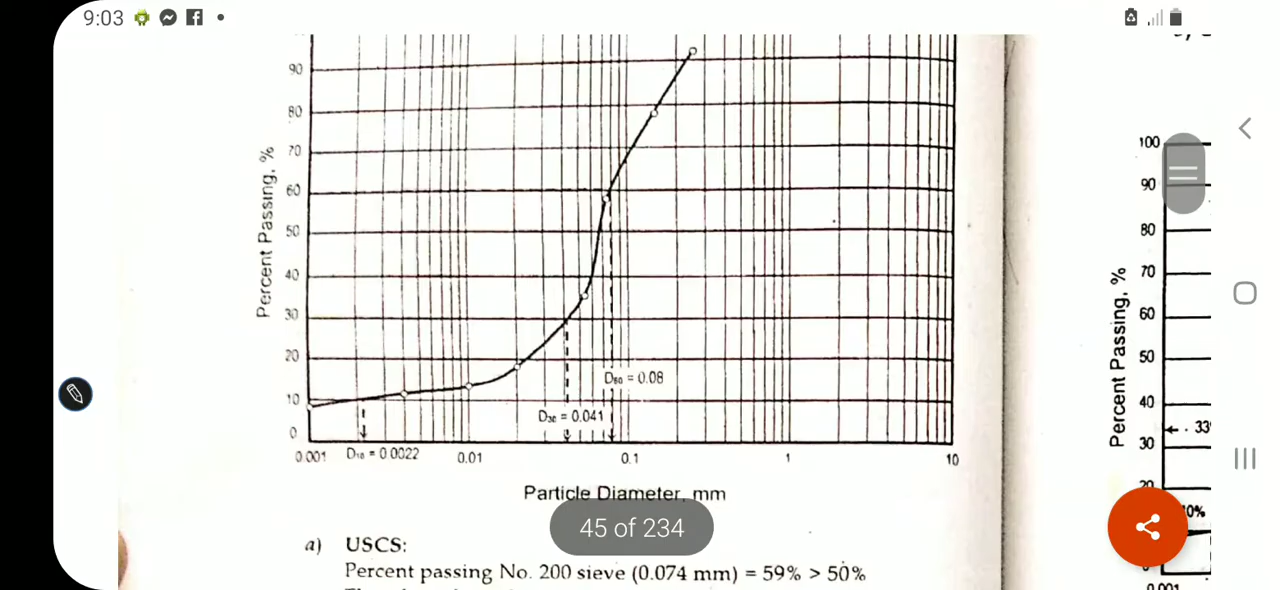 9:03
90
80
70
60
50
40
30
20
10
0
Percent Passing, %
D₆₀ = 0.08
D₃₀ = 0.041
0.001 D₁₀ = 0.0022 0.01 0.1 1 10
Particle Diameter, mm
45 of 234
a) USCS:
Percent passing No. 200 sieve (0.074 mm) = 59% > 50%
100
90
80
70
60
50
40
30
20
Percent Passing, %
33
10%
0.001